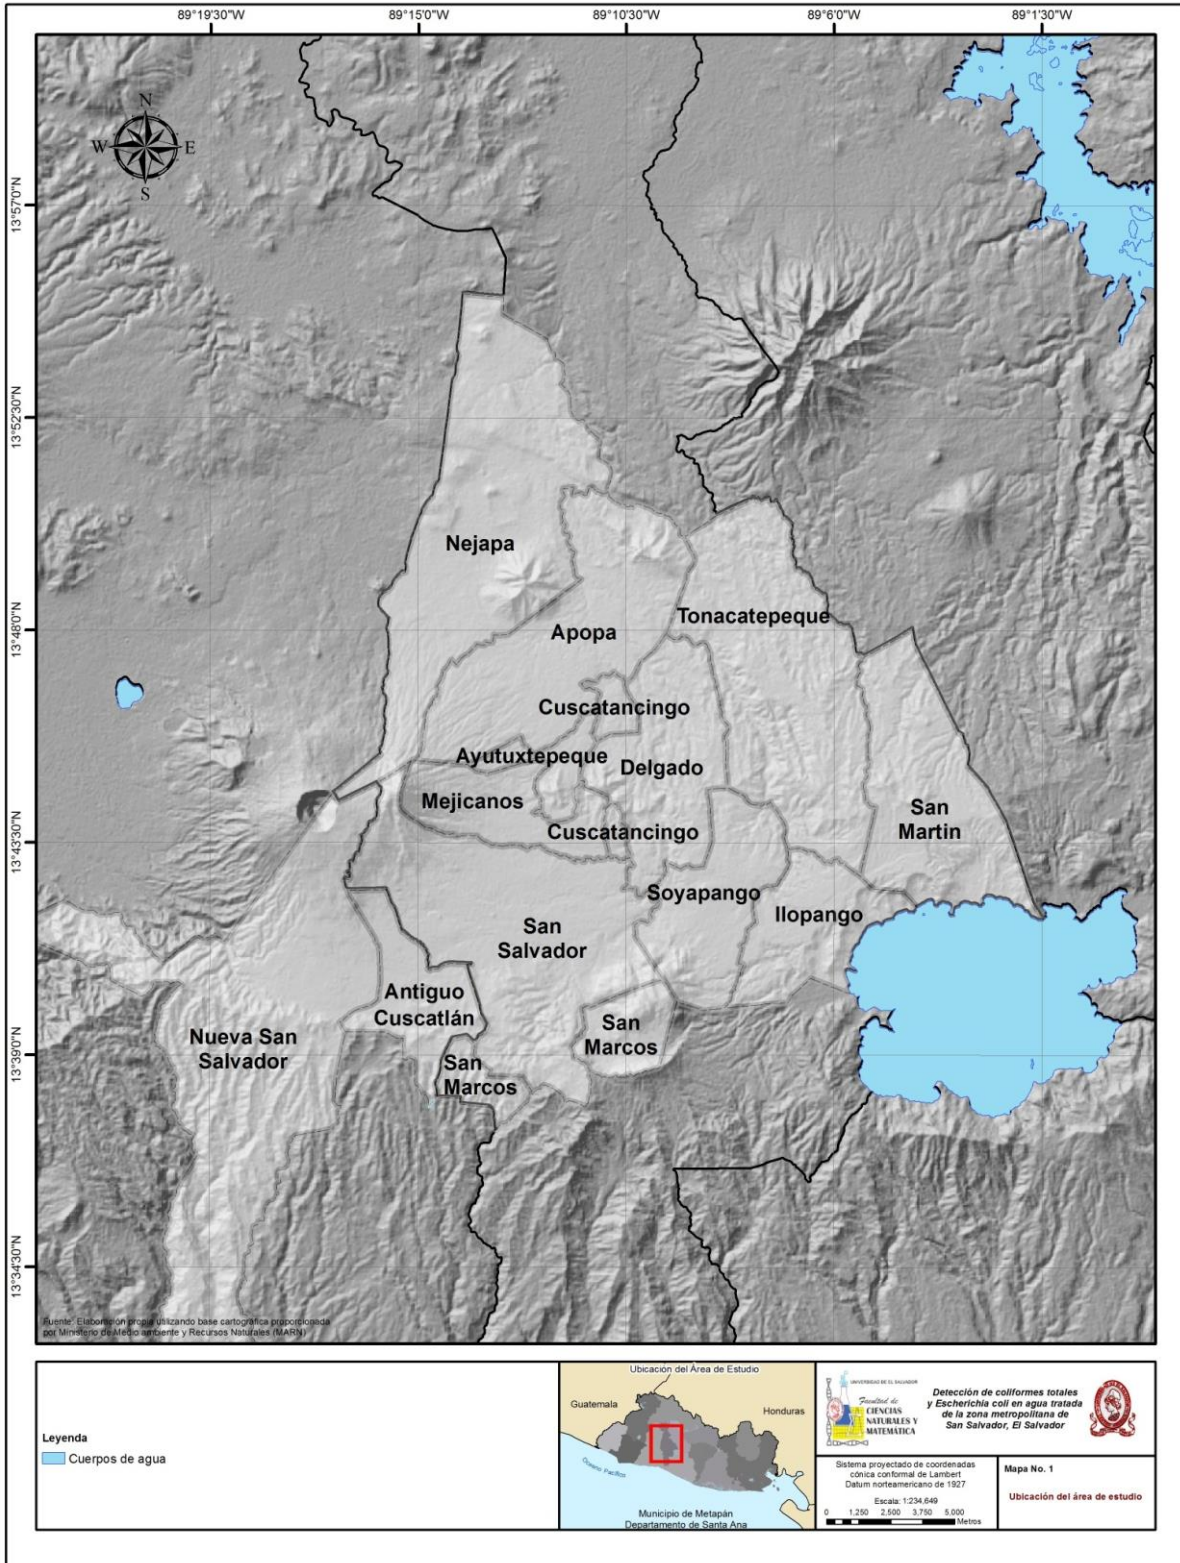 89°19'30"W 89°15'0"W 89°10'30"W 89°6'0"W 89°1'30"W
N
W E
S
13°57'0"N
13°52'30"N
13°48'0"N
13°43'30"N
13°39'0"N
13°34'30"N
Nejapa
Apopa
Tonacatepeque
Cuscatancingo
Ayutuxtepeque
Delgado
Mejicanos
Cuscatancingo
San
Martin
Soyapango
Ilopango
San
Salvador
Antiguo
Cuscatlán
Nueva San
Salvador
San
Marcos
San
Marcos
Fuente: Elaboración propia utilizando base cartográfica proporcionada
por Ministerio de Medio ambiente y Recursos Naturales (MARN)
Leyenda
Cuerpos de agua
Ubicación del Área de Estudio
Guatemala
Honduras
Oceano Pacifico
Municipio de Metapán
Departamento de Santa Ana
UNIVERSIDAD DE EL SALVADOR
Facultad de
CIENCIAS
NATURALES Y
MATEMÁTICA
Detección de coliformes totales
y Escherichia coli en agua tratada
de la zona metropolitana de
San Salvador, El Salvador
Sistema proyectado de coordenadas
cónica conformal de Lambert
Datum norteamericano de 1927
Escala: 1:234,649
0 1,250 2,500 3,750 5,000
Metros
Mapa No. 1
Ubicación del área de estudio